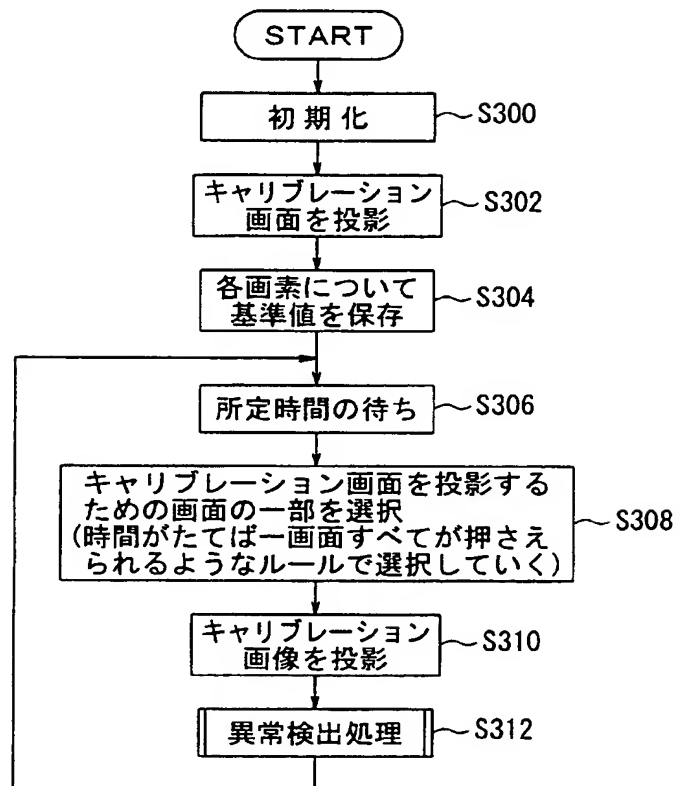 START
初期化
S300
キャリブレーション
画面を投影
S302
各画素について
基準値を保存
S304
所定時間の待ち
S306
キャリブレーション画面を投影する
ための画面の一部を選択
(時間がたてば一画面すべてが押さえ
られるようなルールで選択していく)
S308
キャリブレーション
画像を投影
S310
異常検出処理
S312